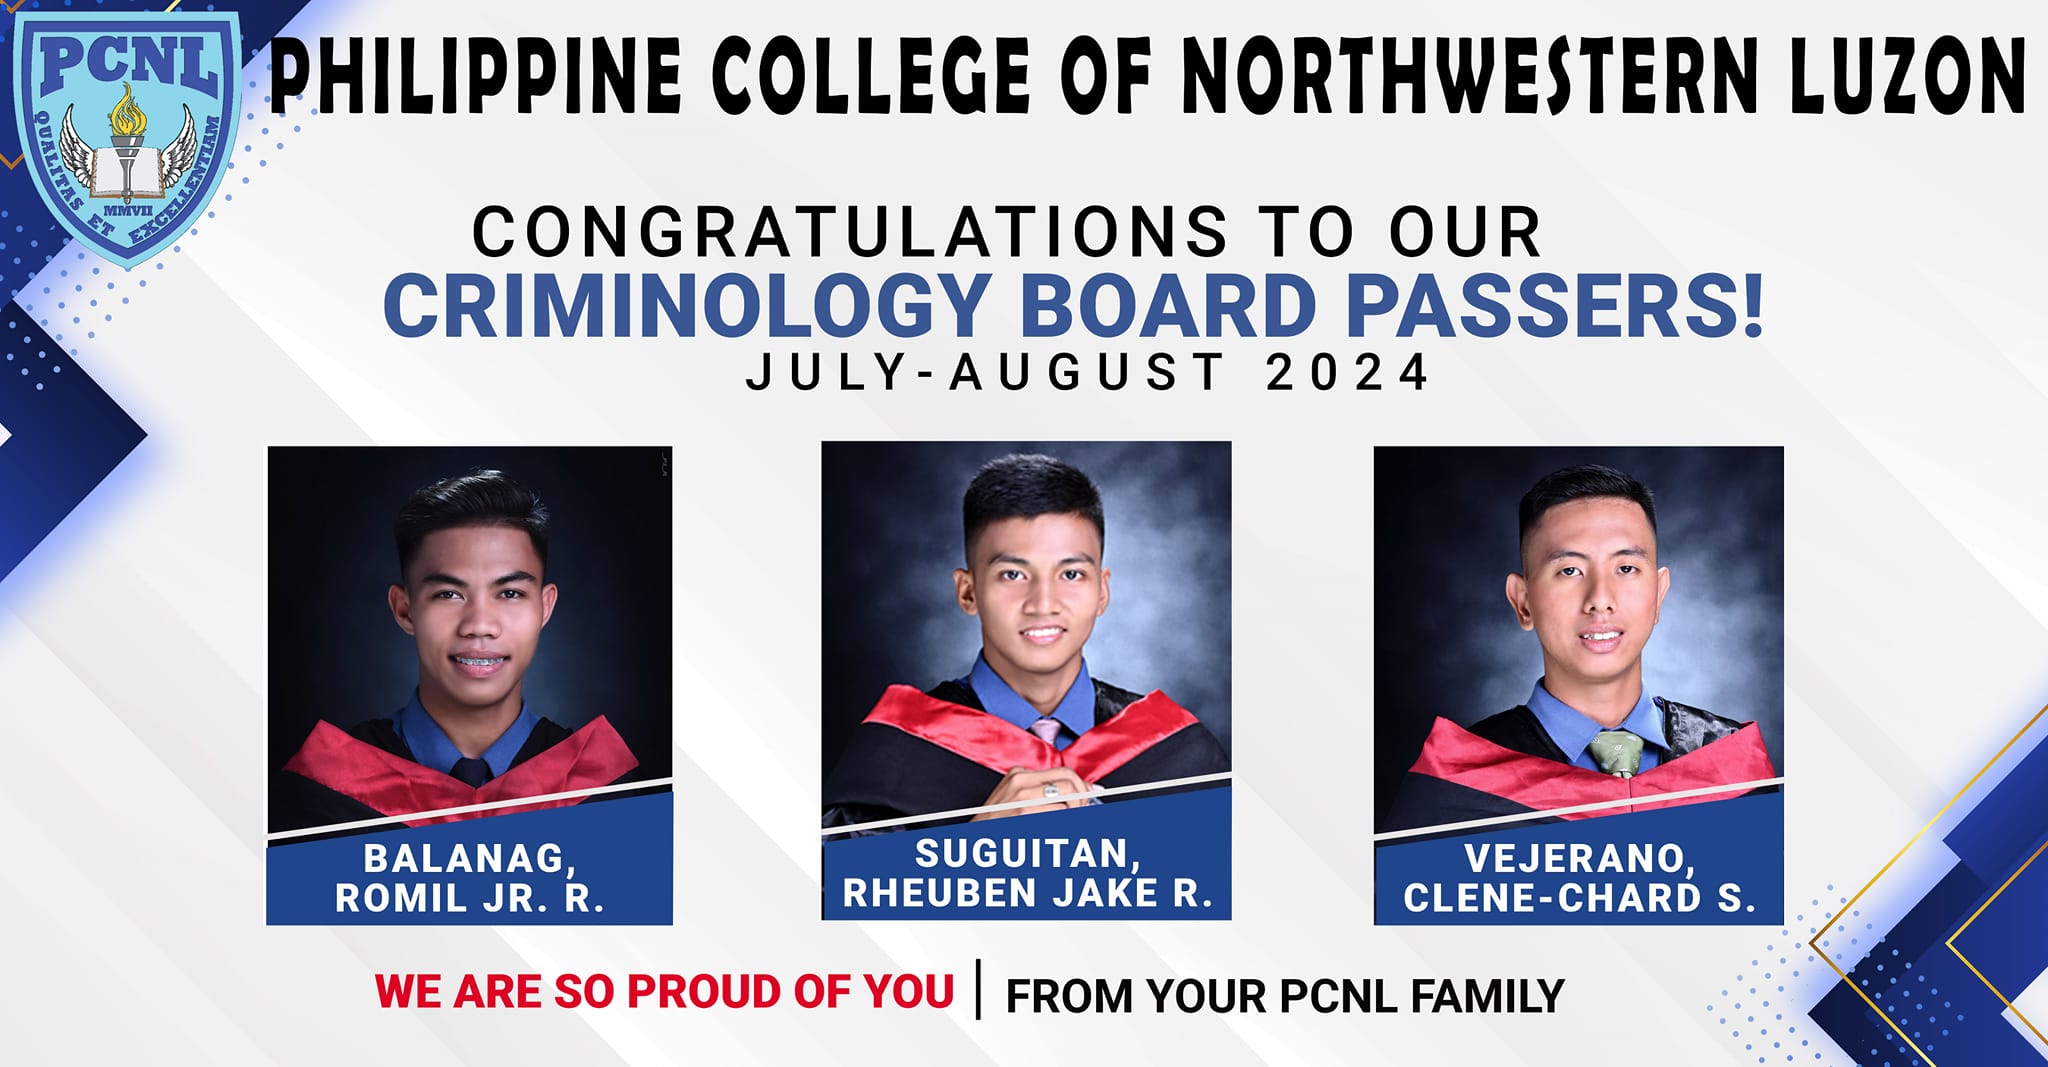 PCNL
QUALITAS ET EXCELLENTIAM
MMVII
PHILIPPINE COLLEGE OF NORTHWESTERN LUZON
CONGRATULATIONS TO OUR
CRIMINOLOGY BOARD PASSERS!
JULY-AUGUST 2024
BALANAG,
ROMIL JR. R.
SUGUITAN,
RHEUBEN JAKE R.
VEJERANO,
CLENE-CHARD S.
WE ARE SO PROUD OF YOU | FROM YOUR PCNL FAMILY